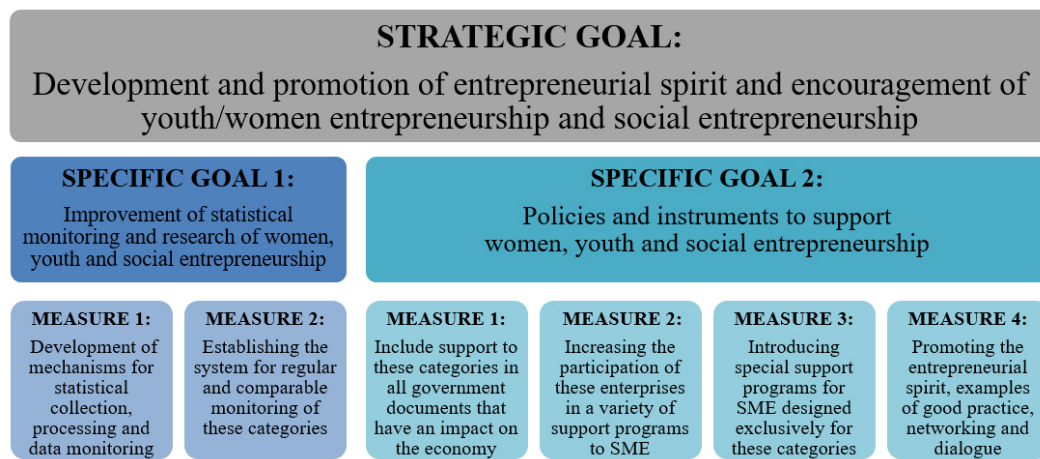 STRATEGIC GOAL:
Development and promotion of entrepreneurial spirit and encouragement of
youth/women entrepreneurship and social entrepreneurship
SPECIFIC GOAL 1:
Improvement of statistical
monitoring and research of women,
youth and social entrepreneurship
SPECIFIC GOAL 2:
Policies and instruments to support
women, youth and social entrepreneurship
MEASURE 1:
Development of
mechanisms for
statistical
collection,
processing and
data monitoring
MEASURE 2:
Establishing the
system for regular
and comparable
monitoring of
these categories
MEASURE 1:
Include support to
these categories in
all government
documents that
have an impact on
the economy
MEASURE 2:
Increasing the
participation of
these enterprises
in a variety of
support programs
to SME
MEASURE 3:
Introducing
special support
programs for
SME designed
exclusively for
these categories
MEASURE 4:
Promoting the
entrepreneurial
spirit, examples
of good practice,
networking and
dialogue